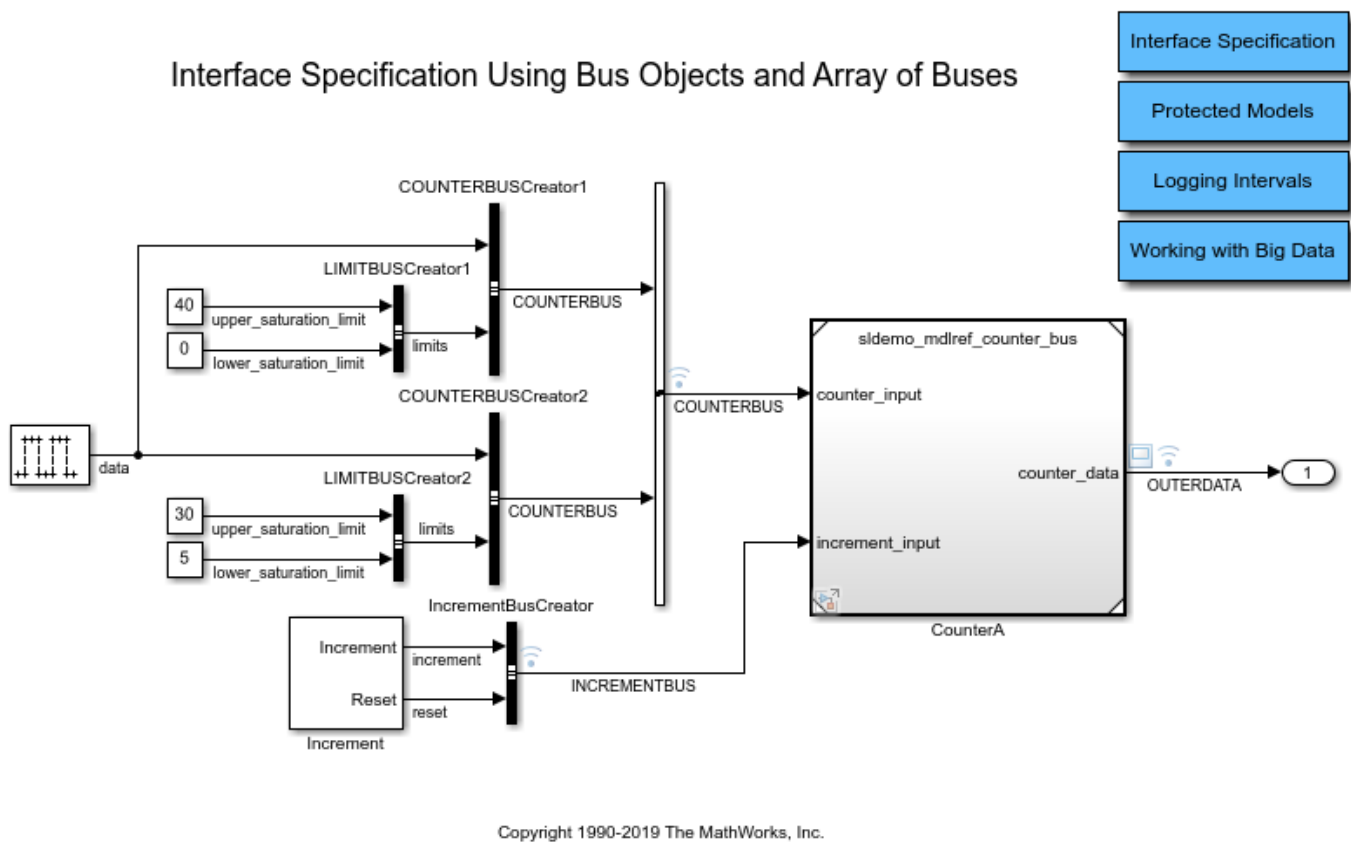 Interface Specification Using Bus Objects and Array of Buses
Interface Specification
Protected Models
Logging Intervals
Working with Big Data
COUNTERBUSCreator1
LIMITBUSCreator1
40
upper_saturation_limit
0
lower_saturation_limit
limits
COUNTERBUS
COUNTERBUSCreator2
data
LIMITBUSCreator2
30
upper_saturation_limit
5
lower_saturation_limit
limits
COUNTERBUS
COUNTERBUS
IncrementBusCreator
Increment
increment
Reset
reset
Increment
INCREMENTBUS
sldemo_mdlref_counter_bus
counter_input
counter_data
increment_input
CounterA
OUTERDATA
1
Copyright 1990-2019 The MathWorks, Inc.